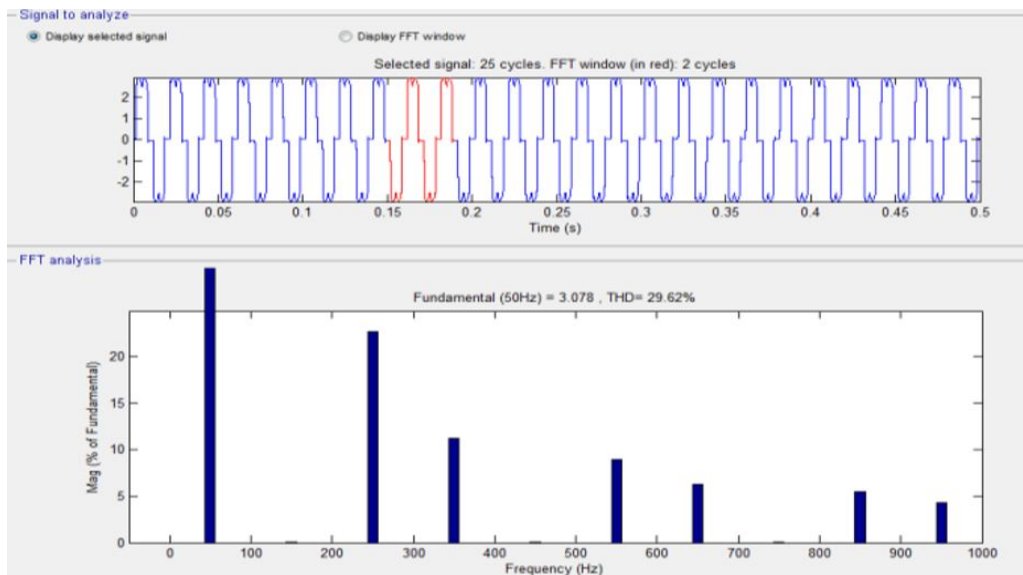 Signal to analyze
Display selected signal Display FFT window
Selected signal: 25 cycles. FFT window (in red): 2 cycles
2
1
0
-1
-2
0 0.05 0.1 0.15 0.2 0.25 0.3 0.35 0.4 0.45 0.5
Time (s)
FFT analysis
Fundamental (50Hz) = 3.078 , THD= 29.62%
Mag (% of Fundamental)
20
15
10
5
0
0 100 200 300 400 500 600 700 800 900 1000
Frequency (Hz)